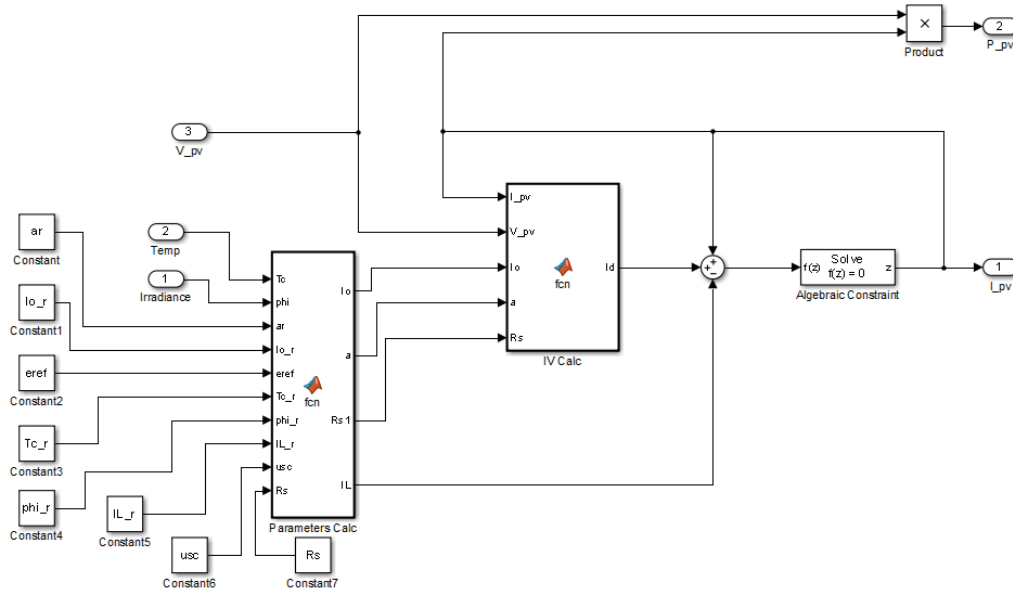 ×
2
Product
P_pv
3
V_pv
I_pv
V_pv
Io
a
Rs
Id
fcn
IV Calc
+
+
−
f(z)
Solve
f(z) = 0
z
Algebraic Constraint
1
I_pv
2
Temp
1
Irradiance
ar
Constant
Io_r
Constant1
eref
Constant2
Tc_r
Constant3
phi_r
Constant4
IL_r
Constant5
usc
Constant6
Rs
Constant7
Tc
phi
ar
Io_r
eref
Tc_r
phi_r
IL_r
usc
Rs
fcn
Io
a
Rs1
IL
Parameters Calc